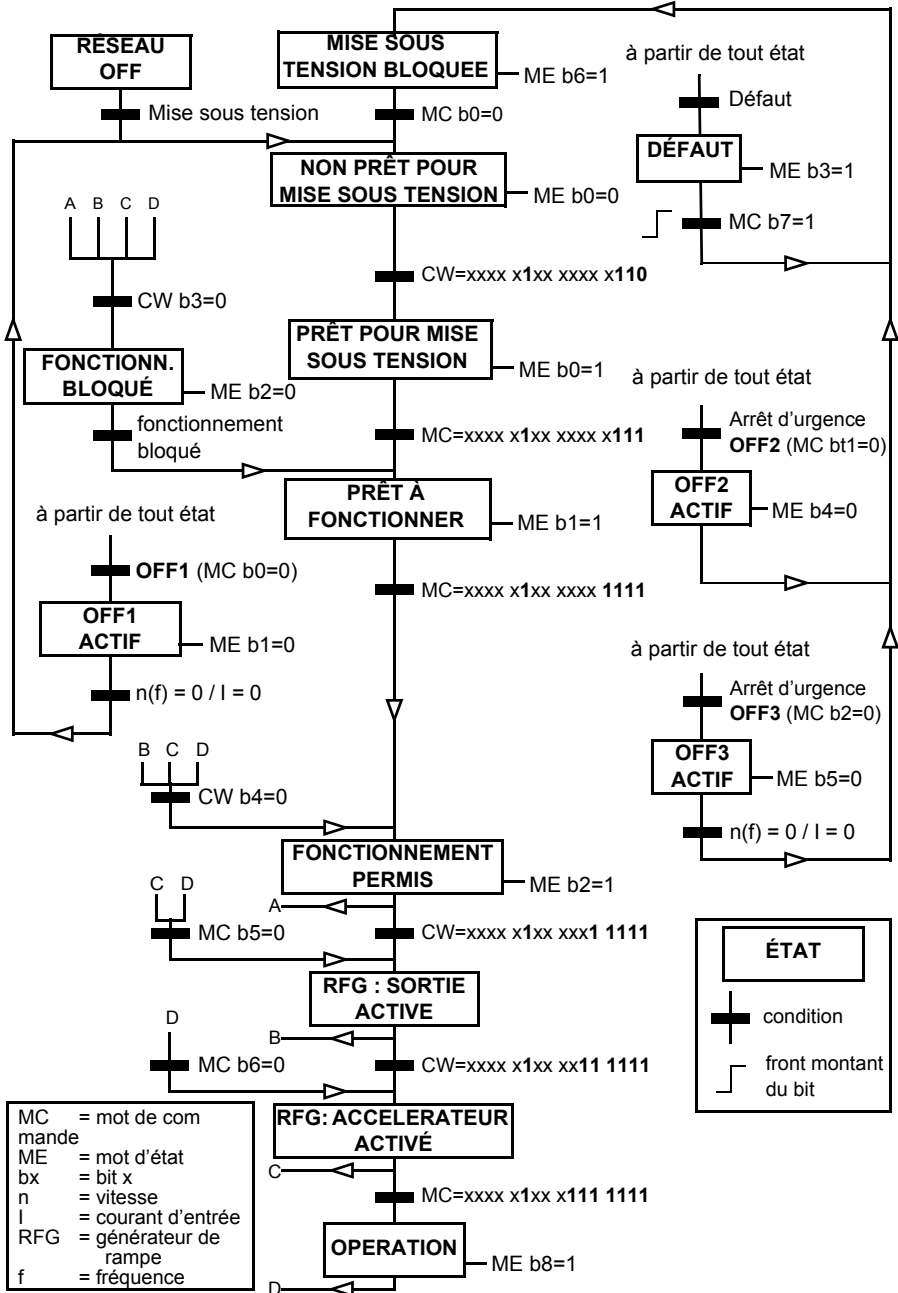 RÉSEAU
OFF
Mise sous tension
MISE SOUS
TENSION BLOQUEE
ME b6=1
MC b0=0
à partir de tout état
Défaut
DÉFAUT
ME b3=1
MC b7=1
NON PRÊT POUR
MISE SOUS TENSION
ME b0=0
A B C D
CW b3=0
CW=xxxx x1xx xxxx x110
FONCTIONN.
BLOQUÉ
ME b2=0
fonctionnement
bloqué
PRÊT POUR MISE
SOUS TENSION
ME b0=1
MC=xxxx x1xx xxxx x111
à partir de tout état
Arrêt d'urgence
OFF2 (MC bt1=0)
OFF2
ACTIF
ME b4=0
PRÊT À
FONCTIONNER
ME b1=1
à partir de tout état
OFF1 (MC b0=0)
OFF1
ACTIF
ME b1=0
n(f) = 0 / I = 0
MC=xxxx x1xx xxxx 1111
à partir de tout état
Arrêt d'urgence
OFF3 (MC b2=0)
OFF3
ACTIF
ME b5=0
n(f) = 0 / I = 0
B C D
CW b4=0
FONCTIONNEMENT
PERMIS
ME b2=1
A
C D
MC b5=0
CW=xxxx x1xx xxx1 1111
RFG : SORTIE
ACTIVE
B
D
MC b6=0
CW=xxxx x1xx xx11 1111
RFG: ACCELERATEUR
ACTIVÉ
C
MC=xxxx x1xx x111 1111
OPERATION
ME b8=1
D
ÉTAT
condition
front montant
du bit
MC = mot de com
mande
ME = mot d'état
bx = bit x
n = vitesse
I = courant d'entrée
RFG = générateur de
rampe
f = fréquence